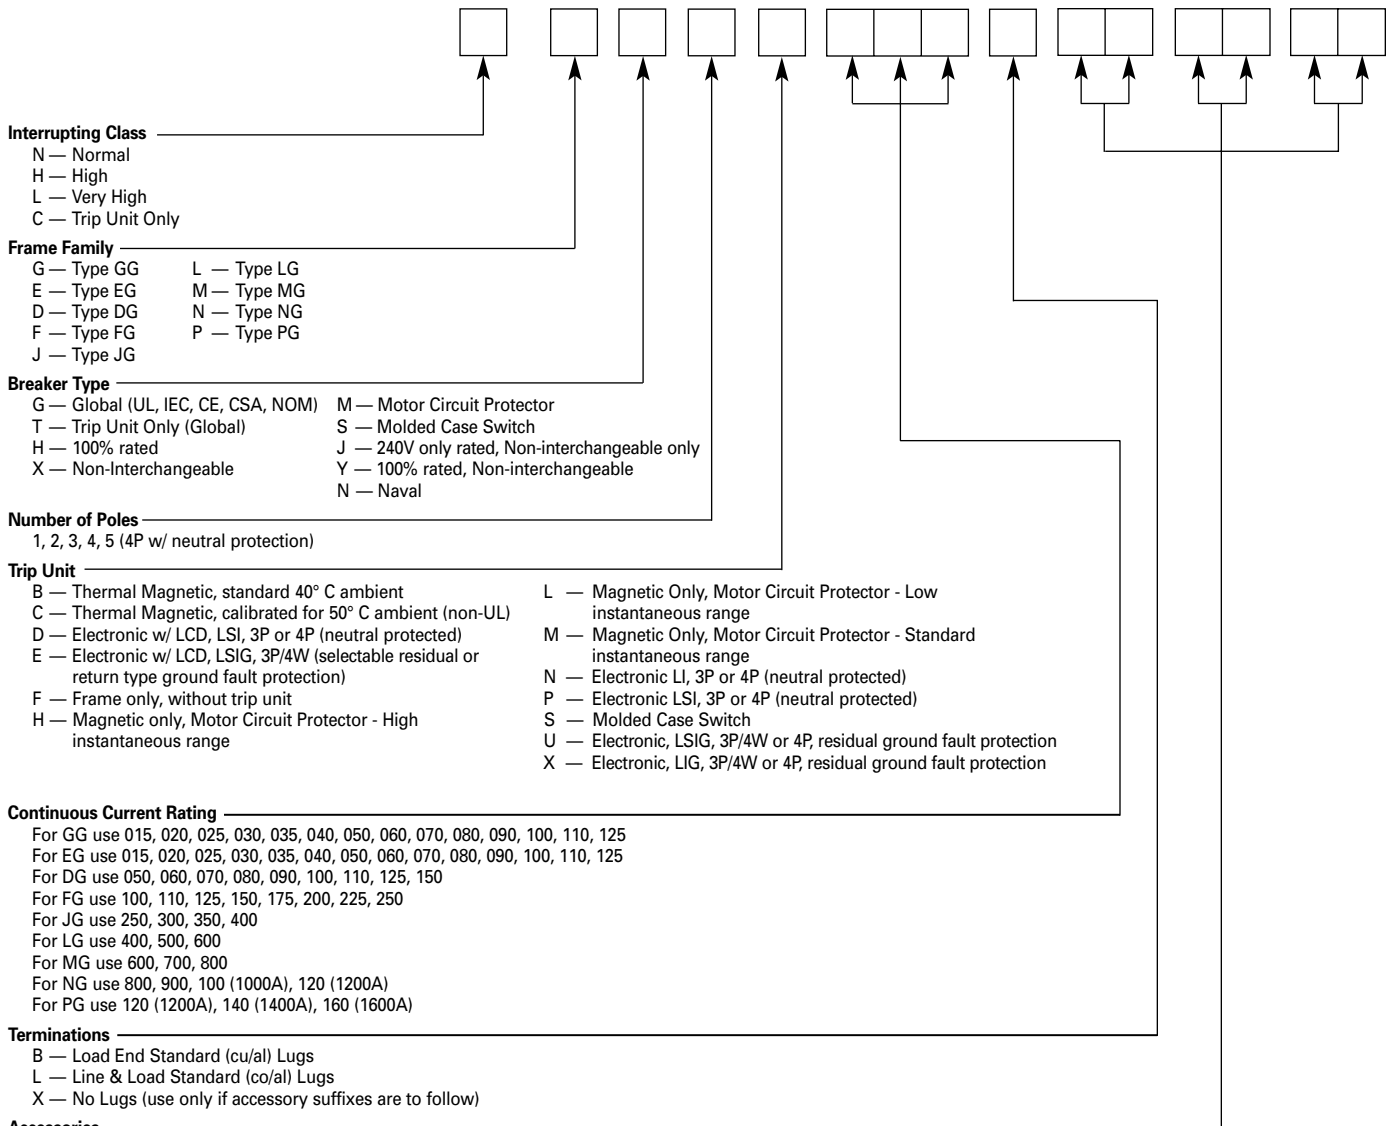 Interrupting Class
N — Normal
H — High
L — Very High
C — Trip Unit Only
Frame Family
G — Type GG L — Type LG
E — Type EG M — Type MG
D — Type DG N — Type NG
F — Type FG P — Type PG
J — Type JG
Breaker Type
G — Global (UL, IEC, CE, CSA, NOM) M — Motor Circuit Protector
T — Trip Unit Only (Global) S — Molded Case Switch
H — 100% rated J — 240V only rated, Non-interchangeable only
X — Non-Interchangeable Y — 100% rated, Non-interchangeable
N — Naval
Number of Poles
1, 2, 3, 4, 5 (4P w/ neutral protection)
Trip Unit
B — Thermal Magnetic, standard 40° C ambient
C — Thermal Magnetic, calibrated for 50° C ambient (non-UL)
D — Electronic w/ LCD, LSI, 3P or 4P (neutral protected)
E — Electronic w/ LCD, LSIG, 3P/4W (selectable residual or
return type ground fault protection)
F — Frame only, without trip unit
H — Magnetic only, Motor Circuit Protector - High
instantaneous range
L — Magnetic Only, Motor Circuit Protector - Low
instantaneous range
M — Magnetic Only, Motor Circuit Protector - Standard
instantaneous range
N — Electronic LI, 3P or 4P (neutral protected)
P — Electronic LSI, 3P or 4P (neutral protected)
S — Molded Case Switch
U — Electronic, LSIG, 3P/4W or 4P, residual ground fault protection
X — Electronic, LIG, 3P/4W or 4P, residual ground fault protection
Continuous Current Rating
For GG use 015, 020, 025, 030, 035, 040, 050, 060, 070, 080, 090, 100, 110, 125
For EG use 015, 020, 025, 030, 035, 040, 050, 060, 070, 080, 090, 100, 110, 125
For DG use 050, 060, 070, 080, 090, 100, 110, 125, 150
For FG use 100, 110, 125, 150, 175, 200, 225, 250
For JG use 250, 300, 350, 400
For LG use 400, 500, 600
For MG use 600, 700, 800
For NG use 800, 900, 100 (1000A), 120 (1200A)
For PG use 120 (1200A), 140 (1400A), 160 (1600A)
Terminations
B — Load End Standard (cu/al) Lugs
L — Line & Load Standard (co/al) Lugs
X — No Lugs (use only if accessory suffixes are to follow)